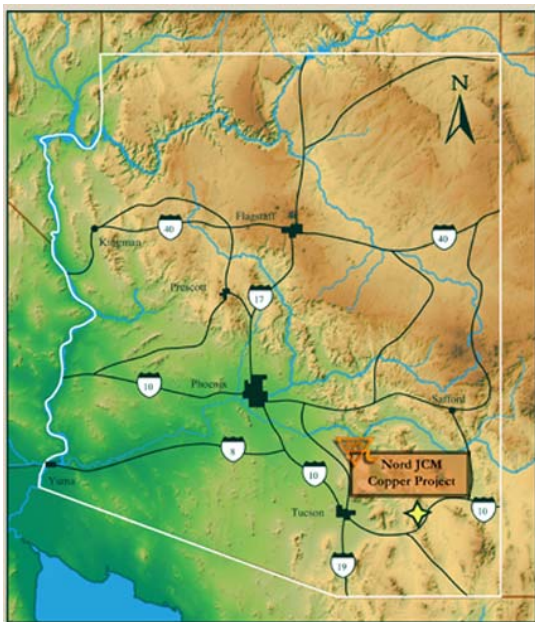 N
Flagstaff
40
Kingman
40
Prescott
17
10
Phoenix
Safford
8
Nord JCM
Copper Project
10
Yuma
Tucson
10
19